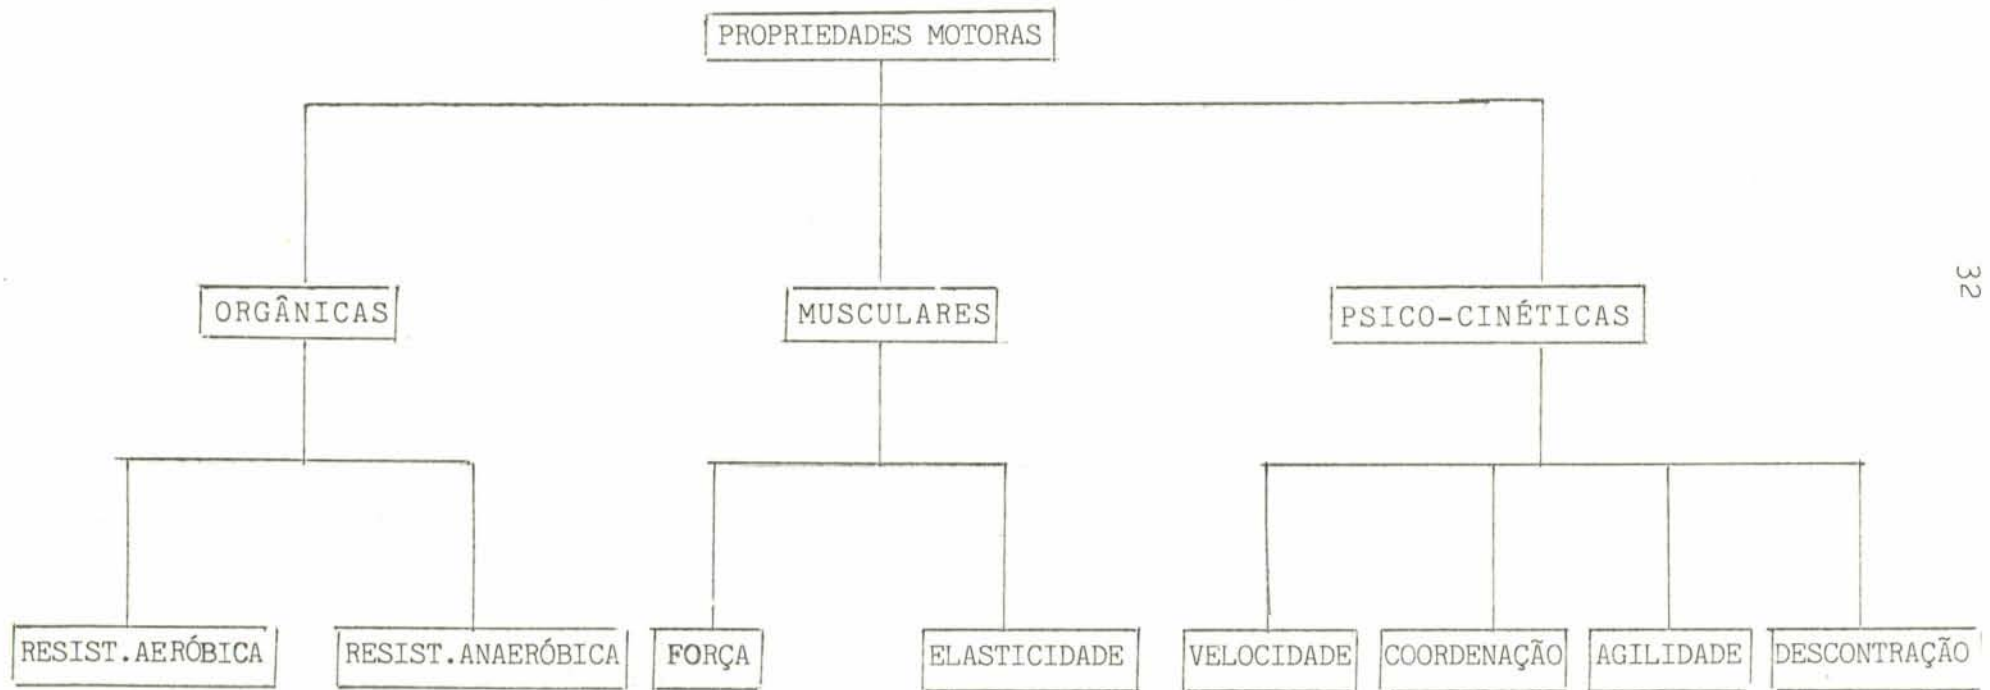 PROPRIEDADES MOTORAS
32
ORGÂNICAS
MUSCULARES
PSICO-CINÉTICAS
RESIST.AERÓBICA
RESIST.ANAERÓBICA
FORÇA
ELASTICIDADE
VELOCIDADE
COORDENAÇÃO
AGILIDADE
DESCONTRAÇÃO